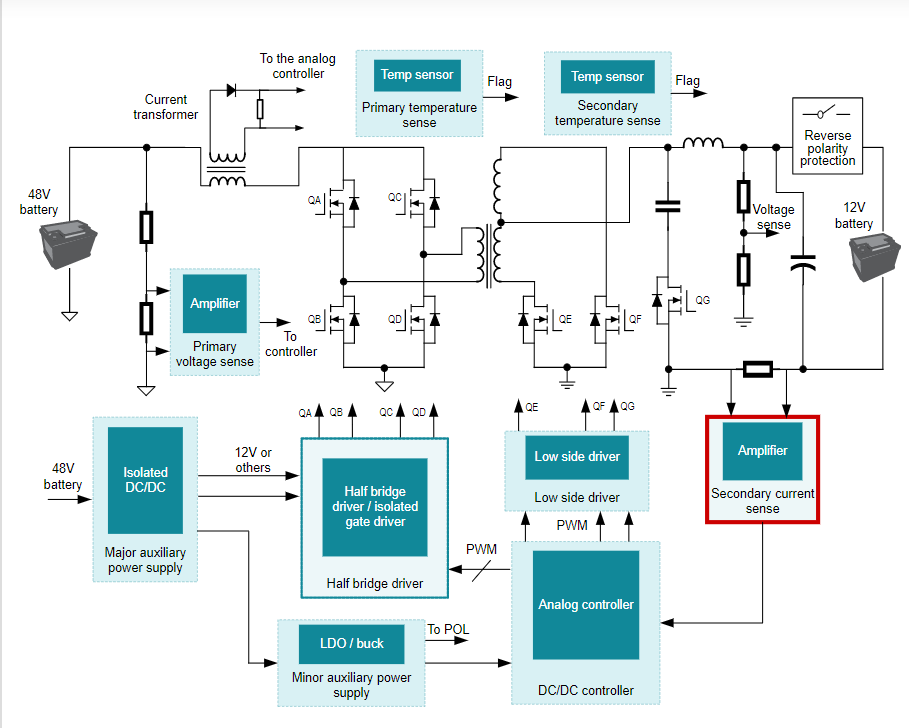 To the analog
controller
Temp sensor
Primary temperature
sense
Flag
Temp sensor
Secondary
temperature sense
Flag
Current
transformer
Reverse
polarity
protection
48V
battery
QA
QC
Voltage
sense
12V
battery
QB
QD
QE
QF
QG
Amplifier
Primary
voltage sense
To
controller
QA
QB
QC
QD
QE
QF
QG
48V
battery
Isolated
DC/DC
Major auxiliary
power supply
12V or
others
Half bridge
driver / isolated
gate driver
Half bridge driver
Low side driver
Low side driver
PWM
PWM
Amplifier
Secondary current
sense
Analog controller
DC/DC controller
LDO / buck
Minor auxiliary power
supply
To POL